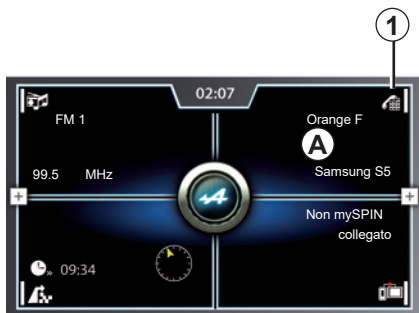 1
02:07
FM 1
Orange F
A
99.5 MHz
Samsung S5
Non mySPIN
collegato
09:34